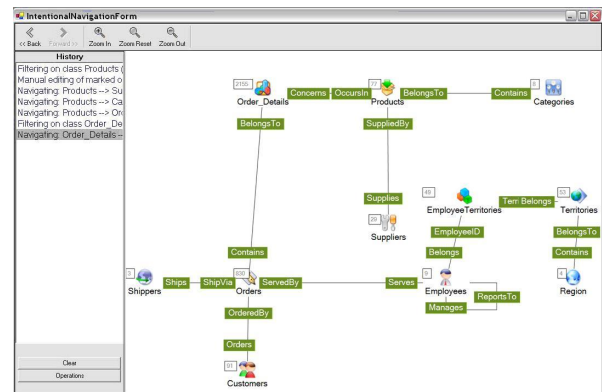 IntentionalNavigationForm
<< Back Forward >> Zoom In Zoom Reset Zoom Out
History
Filtering on class Products (
Manual editing of marked o
Navigating: Products --> Su
Navigating: Products --> Ca
Navigating: Products --> Ord
Filtering on class Order_De
Navigating: Order_Details --
Clear
Operations
2155
Order_Details
Concerns
OccursIn
77
Products
BelongsTo
Contains
8
Categories
BelongsTo
SuppliedBy
Supplies
29
Suppliers
49
EmployeeTerritories
Terri
Belongs
53
Territories
EmployeeID
BelongsTo
Contains
Belongs
Contains
3
Shippers
Ships
ShipVia
830
Orders
ServedBy
Serves
9
Employees
ReportsTo
Manages
4
Region
OrderedBy
Orders
91
Customers